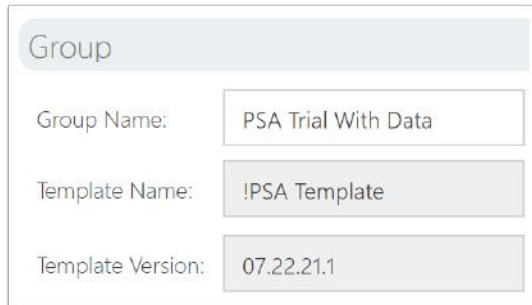 Group
Group Name: PSA Trial With Data
Template Name: !PSA Template
Template Version: 07.22.21.1